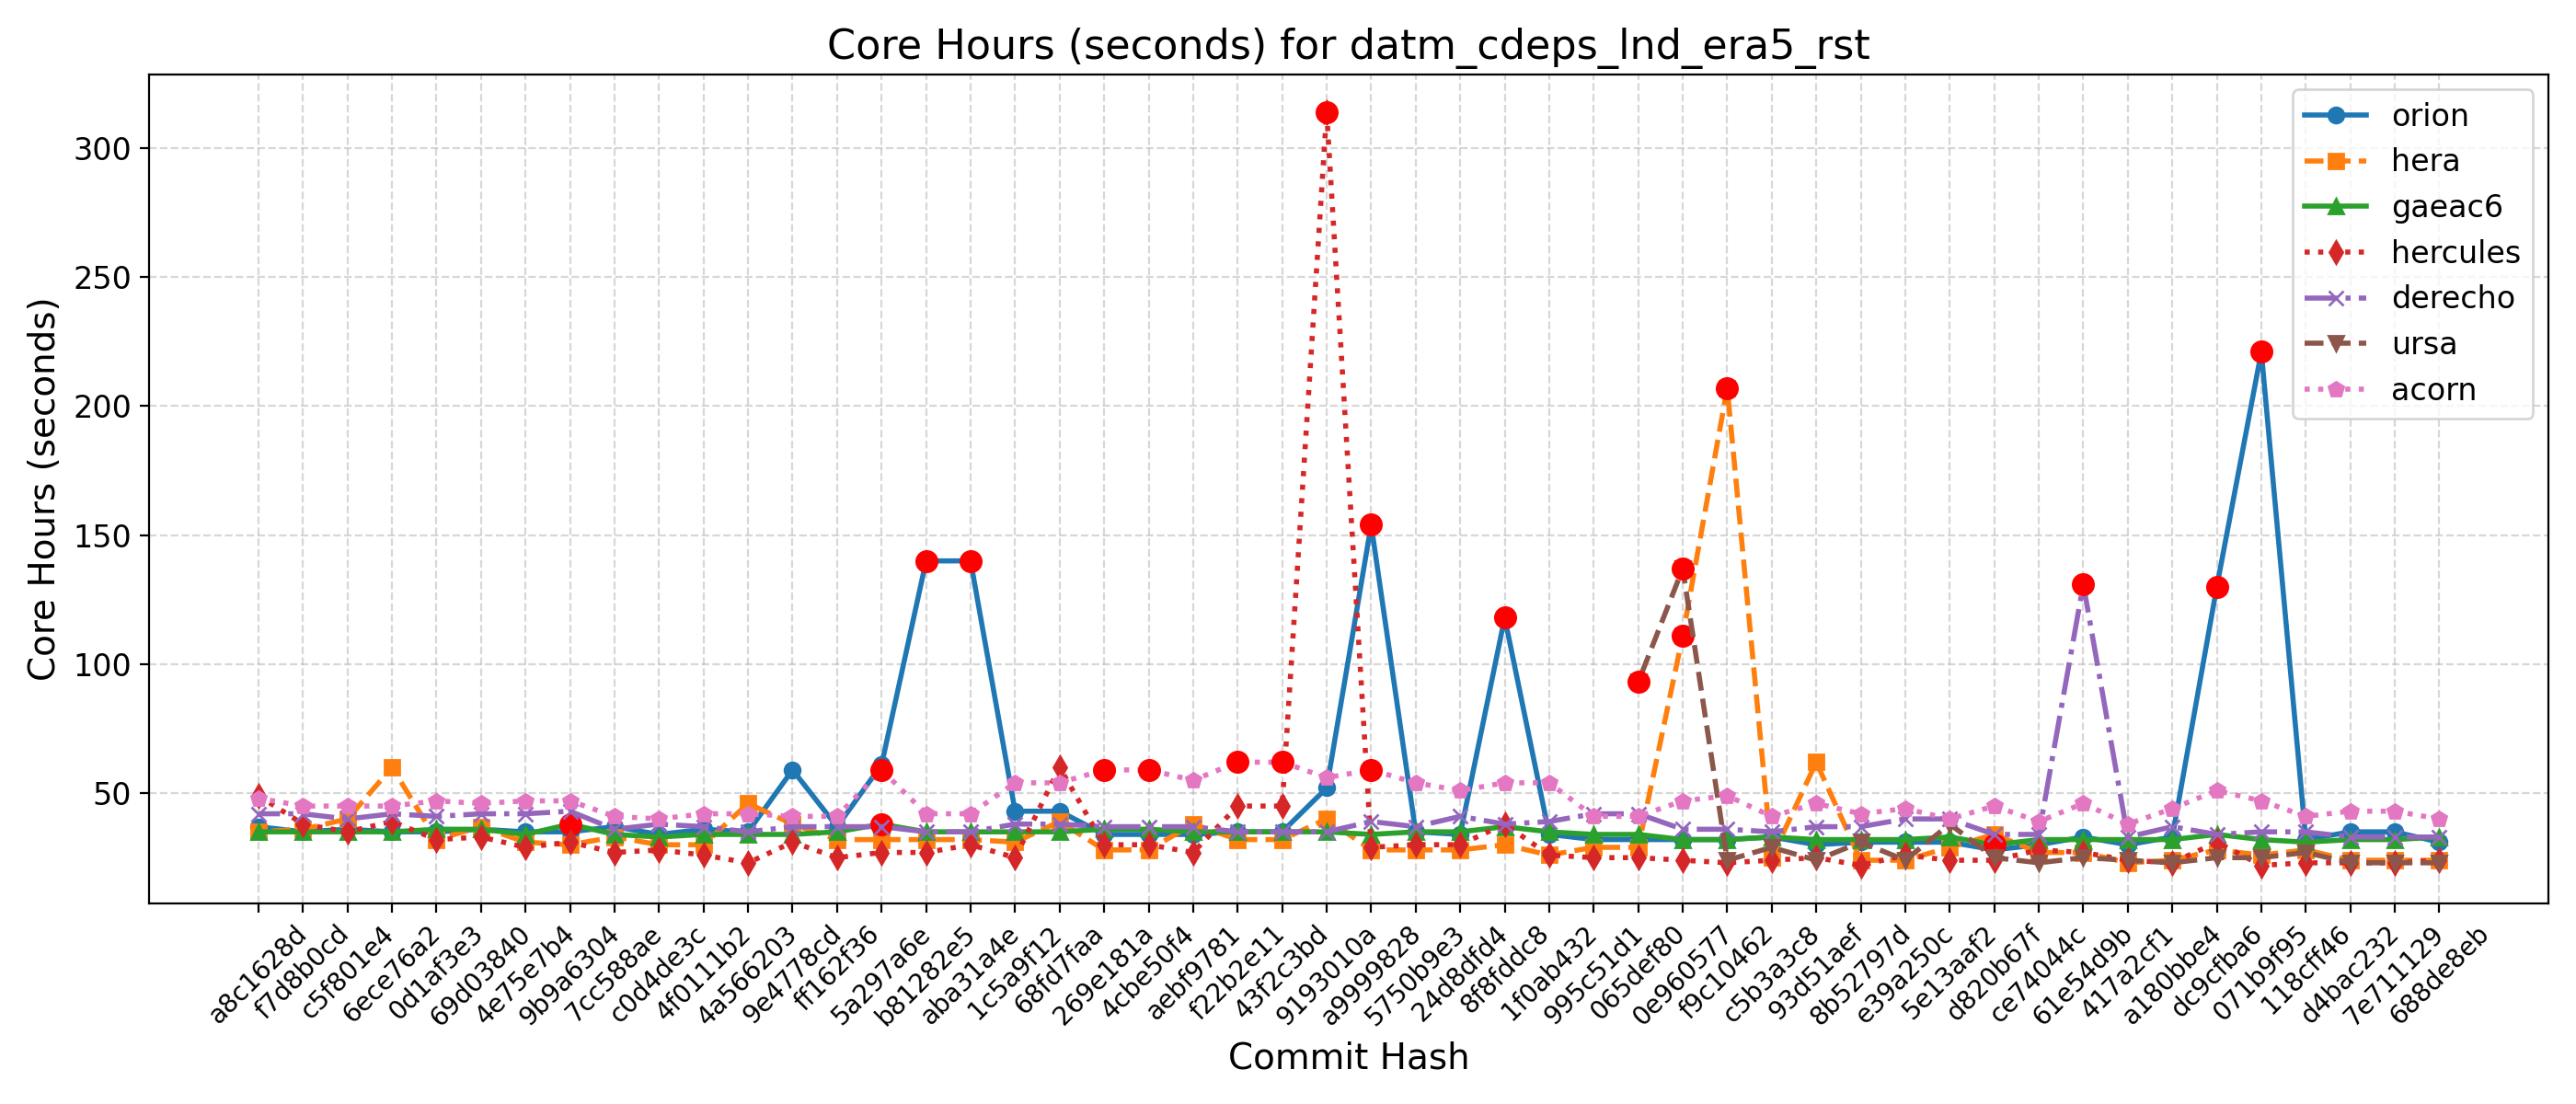 Core Hours (seconds) for datm_cdeps_lnd_era5_rst
Core Hours (seconds)
300
250
200
150
100
50
orion
hera
gaeac6
hercules
derecho
ursa
acorn
a8c1628d
f7d8b0cd
c5f801e4
6ece76a2
0d1af3e3
69d03840
4e75e7b4
9b9a6304
7cc588ae
c0d4de3c
4f0111b2
4a566203
9e4778cd
ff162f36
5a297a6e
b81282e5
aba31a4e
1c5a9f12
68fd7faa
269e181a
4cbe50f4
aebf9781
f22b2e11
43f2c3bd
9193010a
a9999828
5750b9e3
24d8dfd4
8f8fddc8
1f0ab432
995c51d1
065def80
0e960577
f9c10462
c5b3a3c8
93d51aef
8b52797d
e39a250c
5e13aaf2
d820b67f
ce74044c
61e54d9b
417a2cf1
a180bbe4
dc9cfba6
071b9f95
118cff46
d4bac232
7e711129
688de8eb
Commit Hash